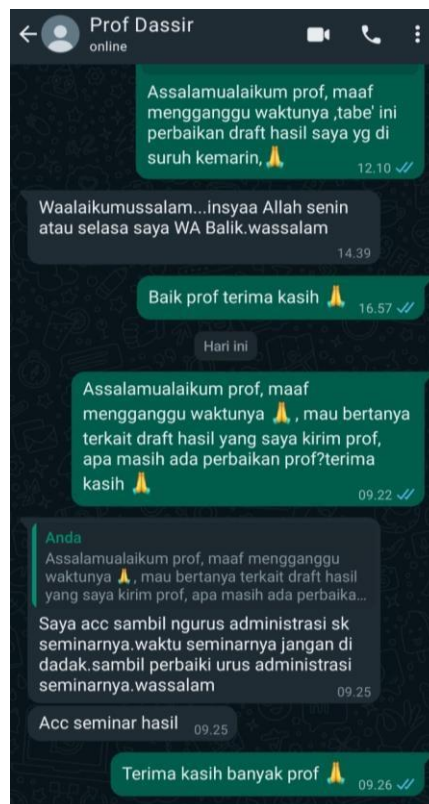 Prof Dassir
online
Assalamualaikum prof, maaf
mengganggu waktunya ,tabe' ini
perbaikan draft hasil saya yg di
suruh kemarin, 🙏
12.10
Waalaikumussalam...insyaa Allah senin
atau selasa saya WA Balik.wassalam
14.39
Baik prof terima kasih 🙏
16.57
Hari ini
Assalamualaikum prof, maaf
mengganggu waktunya 🙏, mau bertanya
terkait draft hasil yang saya kirim prof,
apa masih ada perbaikan prof?terima
kasih 🙏
09.22
Anda
Assalamualaikum prof, maaf mengganggu
waktunya 🙏, mau bertanya terkait draft hasil
yang saya kirim prof, apa masih ada perbaika...
Saya acc sambil ngurus administrasi sk
seminarnya.waktu seminarnya jangan di
dadak.sambil perbaiki urus administrasi
seminarnya.wassalam
09.25
Acc seminar hasil
09.25
Terima kasih banyak prof 🙏
09.26